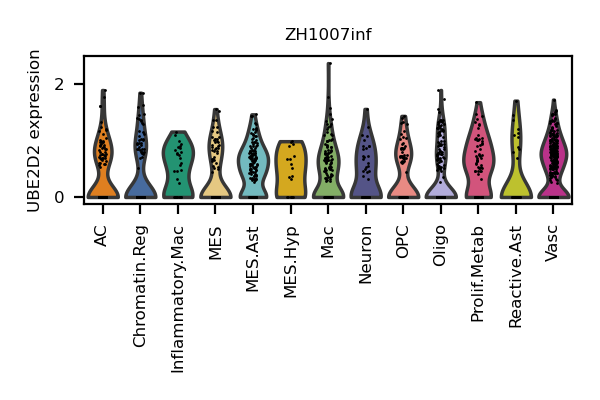 ZH1007inf
UBE2D2 expression
2
0
AC
Chromatin.Reg
Inflammatory.Mac
MES
MES.Ast
MES.Hyp
Mac
Neuron
OPC
Oligo
Prolif.Metab
Reactive.Ast
Vasc